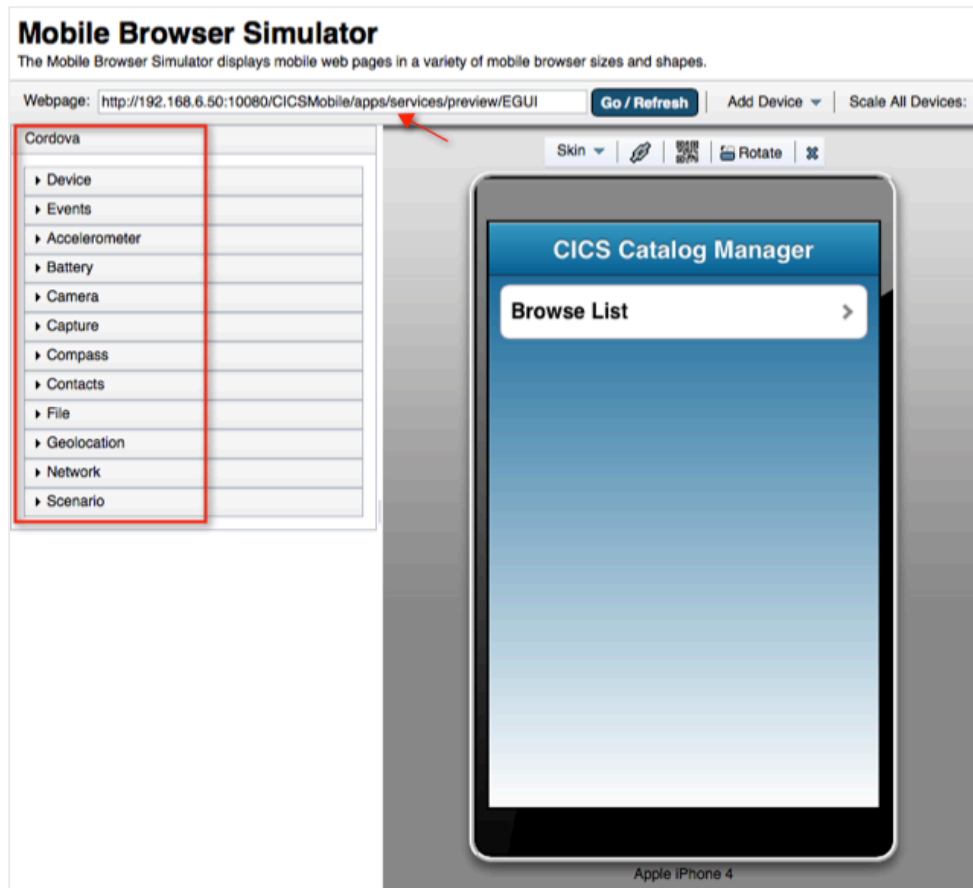 Mobile Browser Simulator
The Mobile Browser Simulator displays mobile web pages in a variety of mobile browser sizes and shapes.
Webpage: http://192.168.6.50:10080/CICSMobile/apps/services/preview/EGUI Go / Refresh Add Device Scale All Devices:
Cordova
Skin Rotate
Device
Events
Accelerometer
Battery
Camera
Capture
Compass
Contacts
File
Geolocation
Network
Scenario
CICS Catalog Manager
Browse List
Apple iPhone 4